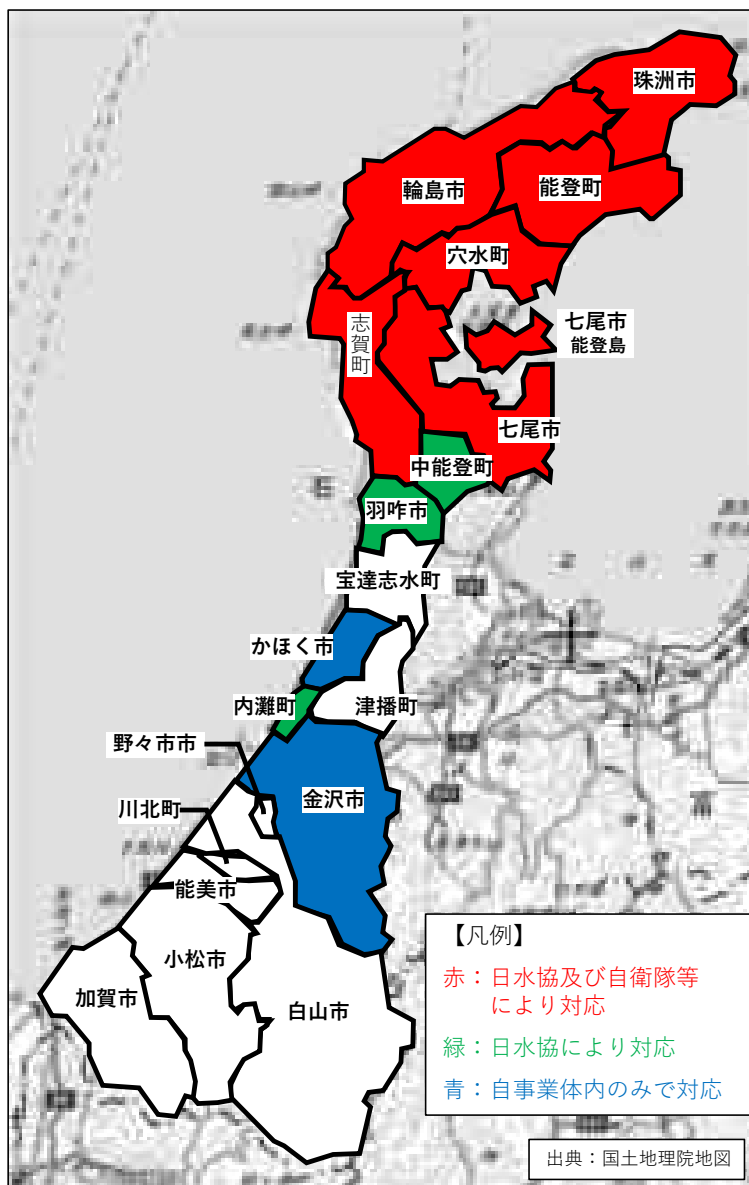 珠洲市
輪島市
能登町
穴水町
七尾市
能登島
志賀町
七尾市
中能登町
羽咋市
宝達志水町
かほく市
内灘町
津播町
野々市市
金沢市
川北町
能美市
小松市
加賀市
白山市
【凡例】
赤：日水協及び自衛隊等
により対応
緑：日水協により対応
青：自事業体内のみで対応
出典：国土地理院地図